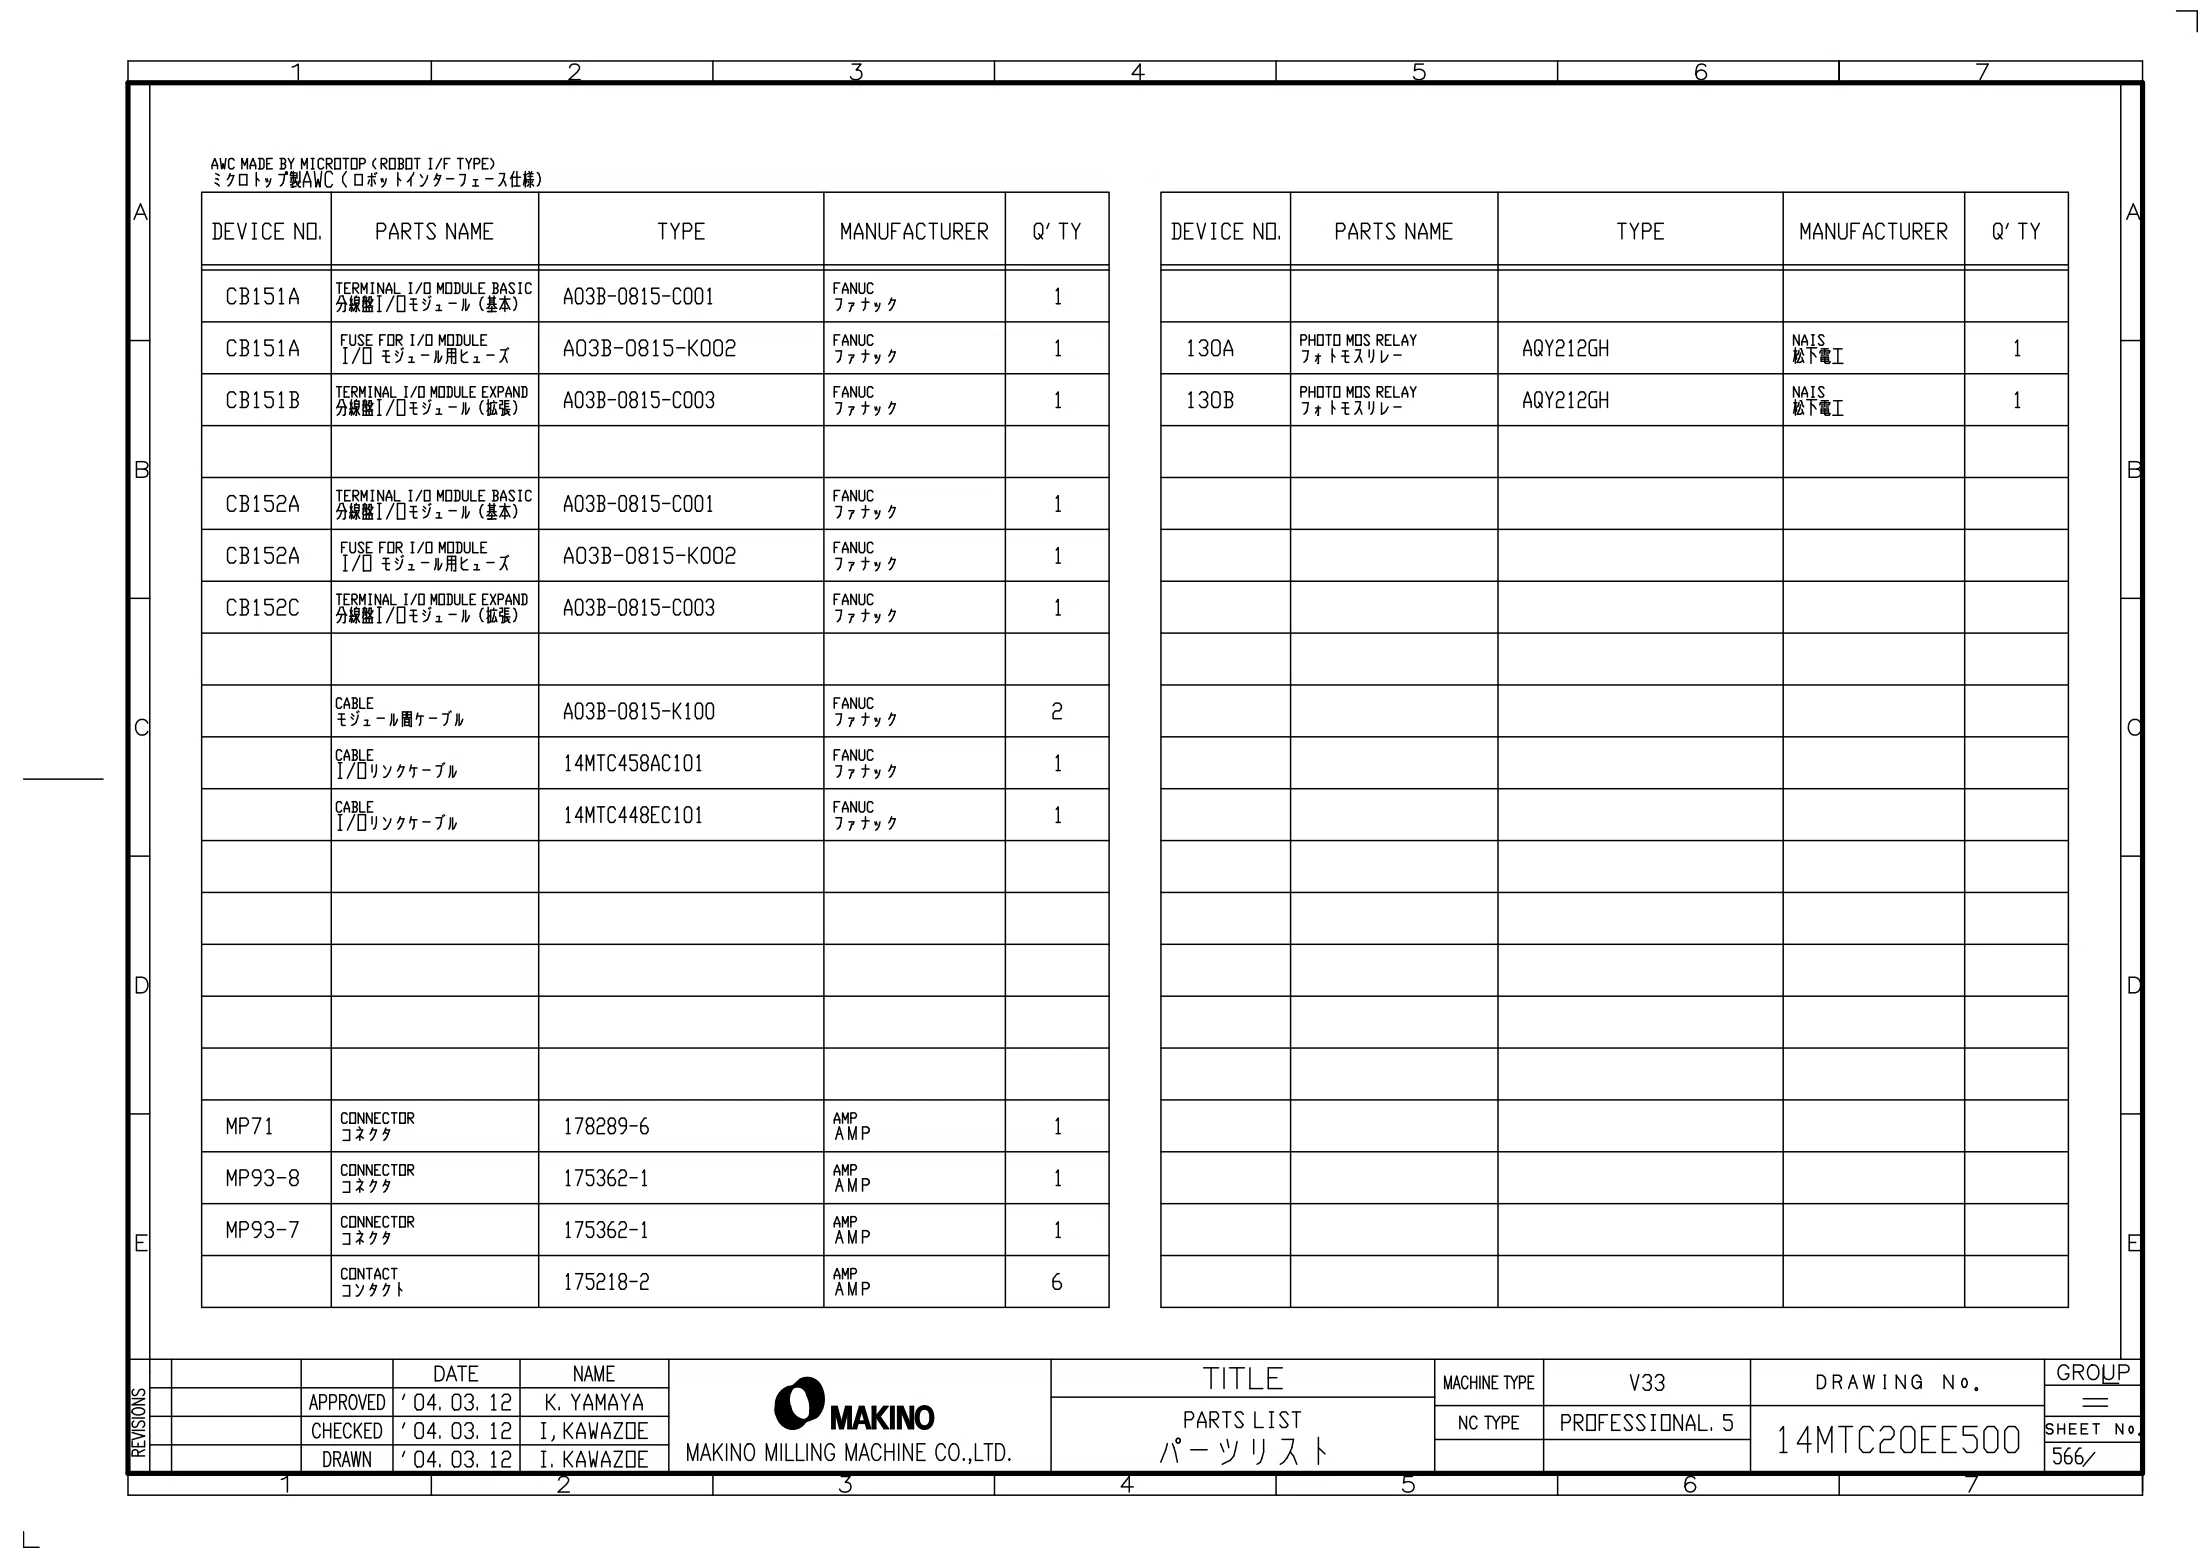 1 2 3 4 5 6 7
AWC MADE BY MICROTOP (ROBOT I/F TYPE)
ミクロトップ製AWC (ロボットインターフェース仕様)
DEVICE NO. PARTS NAME TYPE MANUFACTURER Q'TY
CB151A TERMINAL I/O MODULE BASIC A03B-0815-C001 FANUC 1
分線盤I/Oモジュール (基本) ファナック
CB151A FUSE FOR I/O MODULE A03B-0815-K002 FANUC 1
I/O モジュール用ヒューズ ファナック
CB151B TERMINAL I/O MODULE EXPAND A03B-0815-C003 FANUC 1
分線盤I/Oモジュール (拡張) ファナック
CB152A TERMINAL I/O MODULE BASIC A03B-0815-C001 FANUC 1
分線盤I/Oモジュール (基本) ファナック
CB152A FUSE FOR I/O MODULE A03B-0815-K002 FANUC 1
I/O モジュール用ヒューズ ファナック
CB152C TERMINAL I/O MODULE EXPAND A03B-0815-C003 FANUC 1
分線盤I/Oモジュール (拡張) ファナック
CABLE A03B-0815-K100 FANUC 2
モジュール間ケーブル ファナック
CABLE 14MTC458AC101 FANUC 1
I/Oリンクケーブル ファナック
CABLE 14MTC448EC101 FANUC 1
I/Oリンクケーブル ファナック
MP71 CONNECTOR 178289-6 AMP 1
コネクタ AMP
MP93-8 CONNECTOR 175362-1 AMP 1
コネクタ AMP
MP93-7 CONNECTOR 175362-1 AMP 1
コネクタ AMP
CONTACT 175218-2 AMP 6
コンタクト AMP
DEVICE NO. PARTS NAME TYPE MANUFACTURER Q'TY
130A PHOTO MOS RELAY AQY212GH NAIS 1
フォトモスリレー 松下電工
130B PHOTO MOS RELAY AQY212GH NAIS 1
フォトモスリレー 松下電工
A A
B B
C C
D D
E E
REVISIONS
DATE NAME
APPROVED '04.03.12 K. YAMAYA
CHECKED '04.03.12 I, KAWAZOE
DRAWN '04.03.12 I. KAWAZOE
MAKINO
MAKINO MILLING MACHINE CO.,LTD.
TITLE
PARTS LIST
パーツリスト
MACHINE TYPE V33
NC TYPE PROFESSIONAL.5
DRAWING No.
14MTC20EE500
GROUP
SHEET No.
566/
1 2 3 4 5 6 7